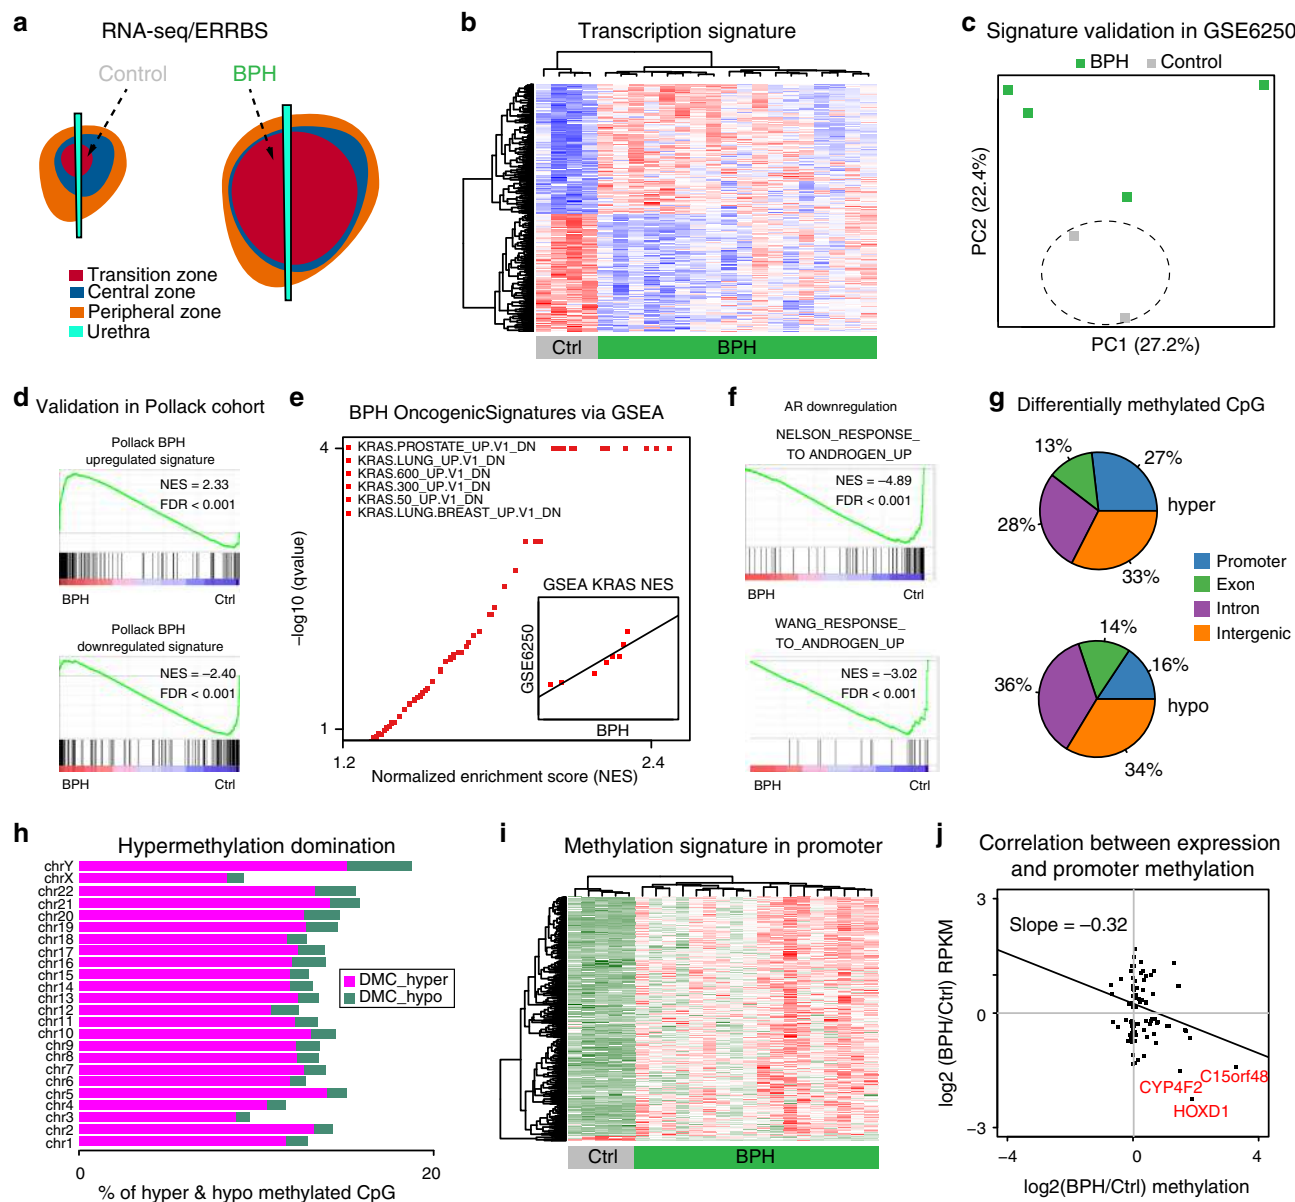 a
RNA-seq/ERRBS
Control
BPH
Transition zone
Central zone
Peripheral zone
Urethra
b
Transcription signature
Ctrl
BPH
c
Signature validation in GSE6250
BPH
Control
PC2 (22.4%)
PC1 (27.2%)
d
Validation in Pollack cohort
Pollack BPH
upregulated signature
NES = 2.33
FDR < 0.001
BPH
Ctrl
Pollack BPH
downregulated signature
NES = −2.40
FDR < 0.001
BPH
Ctrl
e
BPH OncogenicSignatures via GSEA
4
KRAS.PROSTATE_UP.V1_DN
KRAS.LUNG_UP.V1_DN
KRAS.600_UP.V1_DN
KRAS.300_UP.V1_DN
KRAS.50_UP.V1_DN
KRAS.LUNG.BREAST_UP.V1_DN
−log10 (qvalue)
GSEA KRAS NES
GSE6250
BPH
1
1.2
2.4
Normalized enrichment score (NES)
f
AR downregulation
NELSON_RESPONSE_
TO ANDROGEN_UP
NES = −4.89
FDR < 0.001
BPH
Ctrl
WANG_RESPONSE_
TO_ANDROGEN_UP
NES = −3.02
FDR < 0.001
BPH
Ctrl
g
Differentially methylated CpG
13%
27%
hyper
28%
33%
Promoter
Exon
Intron
Intergenic
14%
16%
36%
hypo
34%
h
Hypermethylation domination
chrY
chrX
chr22
chr21
chr20
chr19
chr18
chr17
chr16
chr15
chr14
chr13
chr12
chr11
chr10
chr9
chr8
chr7
chr6
chr5
chr4
chr3
chr2
chr1
DMC_hyper
DMC_hypo
0
20
% of hyper & hypo methylated CpG
i
Methylation signature in promoter
Ctrl
BPH
j
Correlation between expression
and promoter methylation
3
Slope = −0.32
0
log2 (BPH/Ctrl) RPKM
C15orf48
CYP4F2
HOXD1
−3
−4
0
4
log2(BPH/Ctrl) methylation